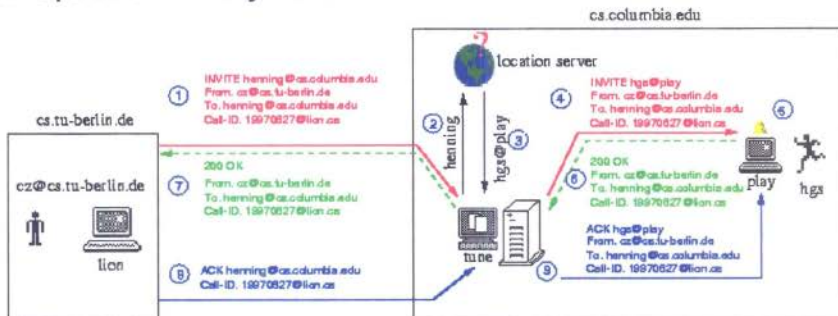 cs.columbia.edu
location server
1
INVITE henning@cs.columbia.edu
From: cz@cs.tu-berlin.de
To: henning@cs.columbia.edu
Call-ID: 19970827@lion.cs
2
henning
3
hgs@play
4
INVITE hgs@play
From: cz@cs.tu-berlin.de
To: henning@cs.columbia.edu
Call-ID: 19970827@lion.cs
5
cs.tu-berlin.de
cz@cs.tu-berlin.de
lion
7
200 OK
From: cz@cs.tu-berlin.de
To: henning@cs.columbia.edu
Call-ID: 19970827@lion.cs
6
200 OK
From: cz@cs.tu-berlin.de
To: henning@cs.columbia.edu
Call-ID: 19970827@lion.cs
play
hgs
tune
8
ACK henning@cs.columbia.edu
Call-ID: 19970827@lion.cs
9
ACK hgs@play
From: cz@cs.tu-berlin.de
To: henning@cs.columbia.edu
Call-ID: 19970827@lion.cs